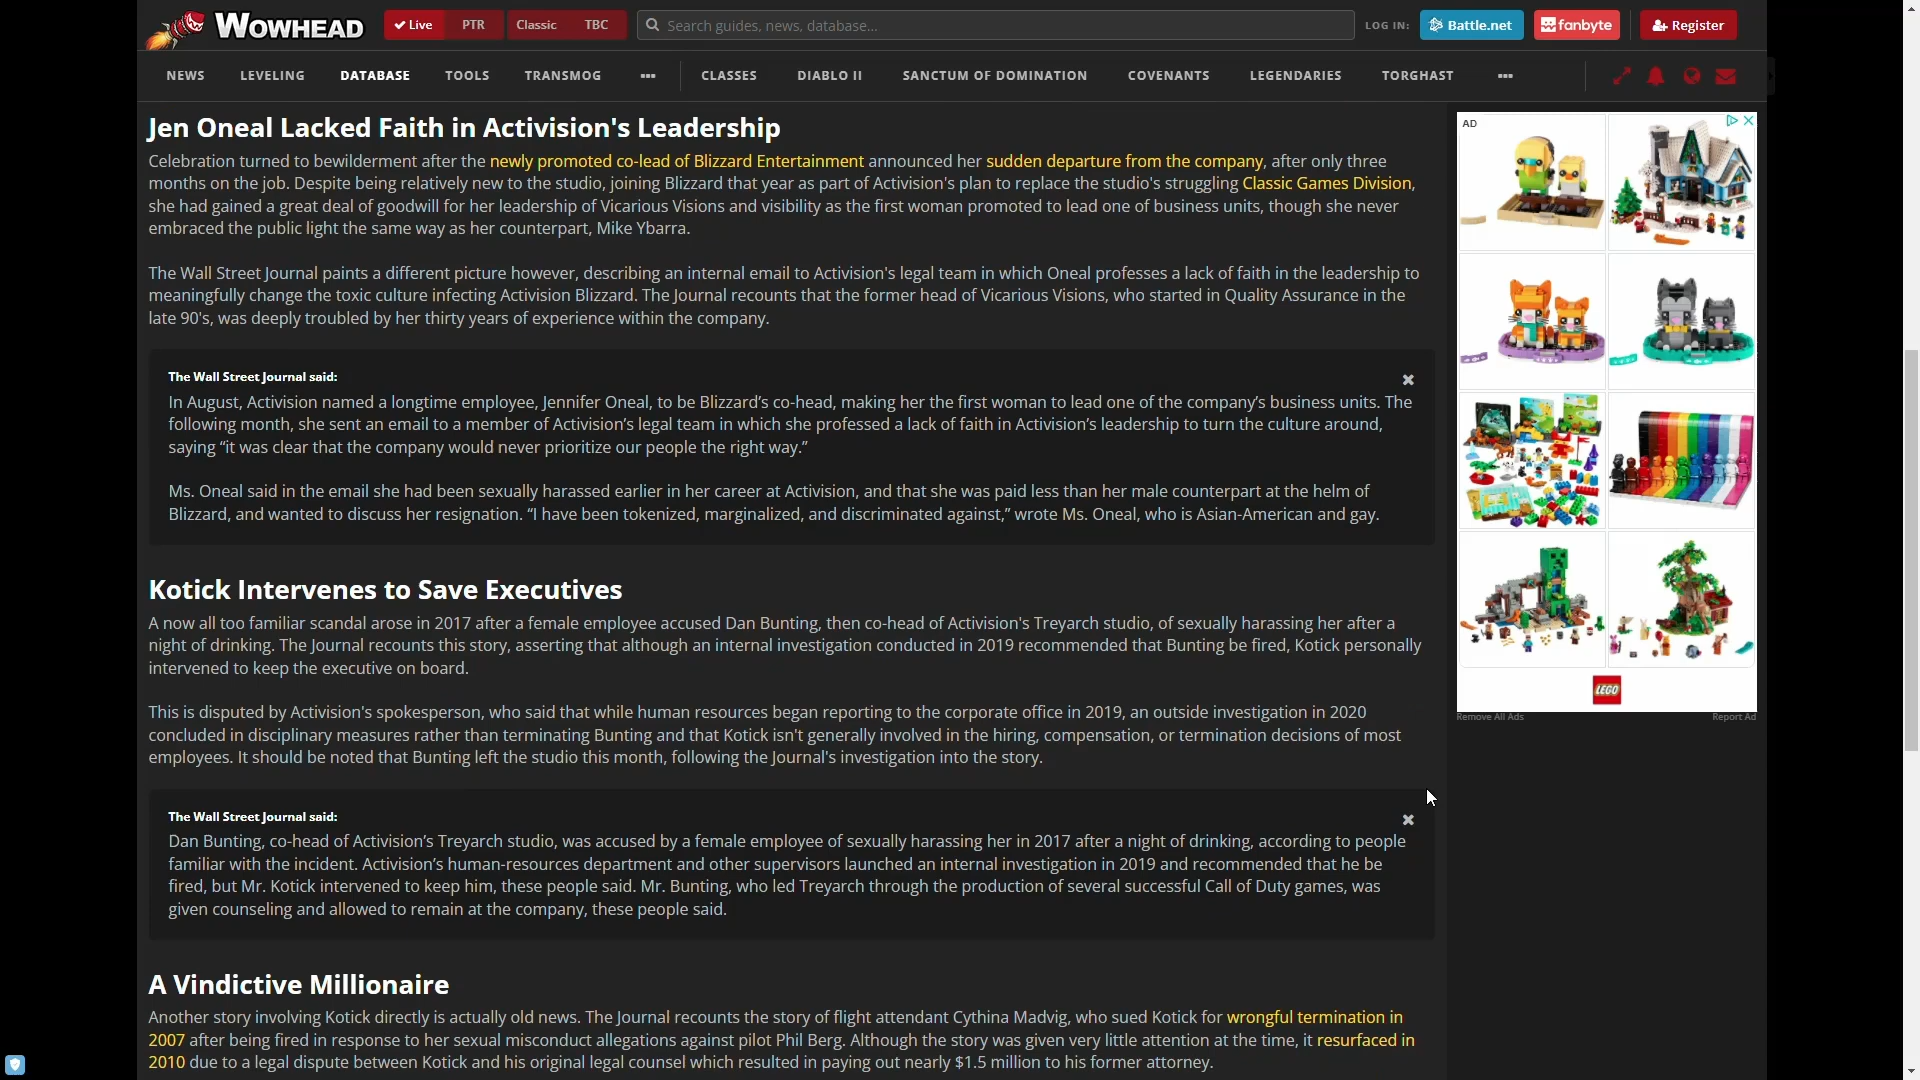 WOWHEAD
Live PTR Classic TBC
Search guides, news, database...
LOG IN: Battle.net fanbyte Register
NEWS LEVELING DATABASE TOOLS TRANSMOG ••• CLASSES DIABLO II SANCTUM OF DOMINATION COVENANTS LEGENDARIES TORGHAST •••
Jen Oneal Lacked Faith in Activision's Leadership
Celebration turned to bewilderment after the newly promoted co-lead of Blizzard Entertainment announced her sudden departure from the company, after only three
months on the job. Despite being relatively new to the studio, joining Blizzard that year as part of Activision's plan to replace the studio's struggling Classic Games Division,
she had gained a great deal of goodwill for her leadership of Vicarious Visions and visibility as the first woman promoted to lead one of business units, though she never
embraced the public light the same way as her counterpart, Mike Ybarra.
The Wall Street Journal paints a different picture however, describing an internal email to Activision's legal team in which Oneal professes a lack of faith in the leadership to
meaningfully change the toxic culture infecting Activision Blizzard. The Journal recounts that the former head of Vicarious Visions, who started in Quality Assurance in the
late 90's, was deeply troubled by her thirty years of experience within the company.
The Wall Street Journal said:
In August, Activision named a longtime employee, Jennifer Oneal, to be Blizzard’s co-head, making her the first woman to lead one of the company’s business units. The
following month, she sent an email to a member of Activision’s legal team in which she professed a lack of faith in Activision’s leadership to turn the culture around,
saying “it was clear that the company would never prioritize our people the right way.”
Ms. Oneal said in the email she had been sexually harassed earlier in her career at Activision, and that she was paid less than her male counterpart at the helm of
Blizzard, and wanted to discuss her resignation. “I have been tokenized, marginalized, and discriminated against,” wrote Ms. Oneal, who is Asian-American and gay.
Kotick Intervenes to Save Executives
A now all too familiar scandal arose in 2017 after a female employee accused Dan Bunting, then co-head of Activision's Treyarch studio, of sexually harassing her after a
night of drinking. The Journal recounts this story, asserting that although an internal investigation conducted in 2019 recommended that Bunting be fired, Kotick personally
intervened to keep the executive on board.
This is disputed by Activision's spokesperson, who said that while human resources began reporting to the corporate office in 2019, an outside investigation in 2020
concluded in disciplinary measures rather than terminating Bunting and that Kotick isn't generally involved in the hiring, compensation, or termination decisions of most
employees. It should be noted that Bunting left the studio this month, following the Journal's investigation into the story.
The Wall Street Journal said:
Dan Bunting, co-head of Activision’s Treyarch studio, was accused by a female employee of sexually harassing her in 2017 after a night of drinking, according to people
familiar with the incident. Activision’s human-resources department and other supervisors launched an internal investigation in 2019 and recommended that he be
fired, but Mr. Kotick intervened to keep him, these people said. Mr. Bunting, who led Treyarch through the production of several successful Call of Duty games, was
given counseling and allowed to remain at the company, these people said.
A Vindictive Millionaire
Another story involving Kotick directly is actually old news. The Journal recounts the story of flight attendant Cythina Madvig, who sued Kotick for wrongful termination in
2007 after being fired in response to her sexual misconduct allegations against pilot Phil Berg. Although the story was given very little attention at the time, it resurfaced in
2010 due to a legal dispute between Kotick and his original legal counsel which resulted in paying out nearly $1.5 million to his former attorney.
AD
LEGO
Remove All Ads Report Ad